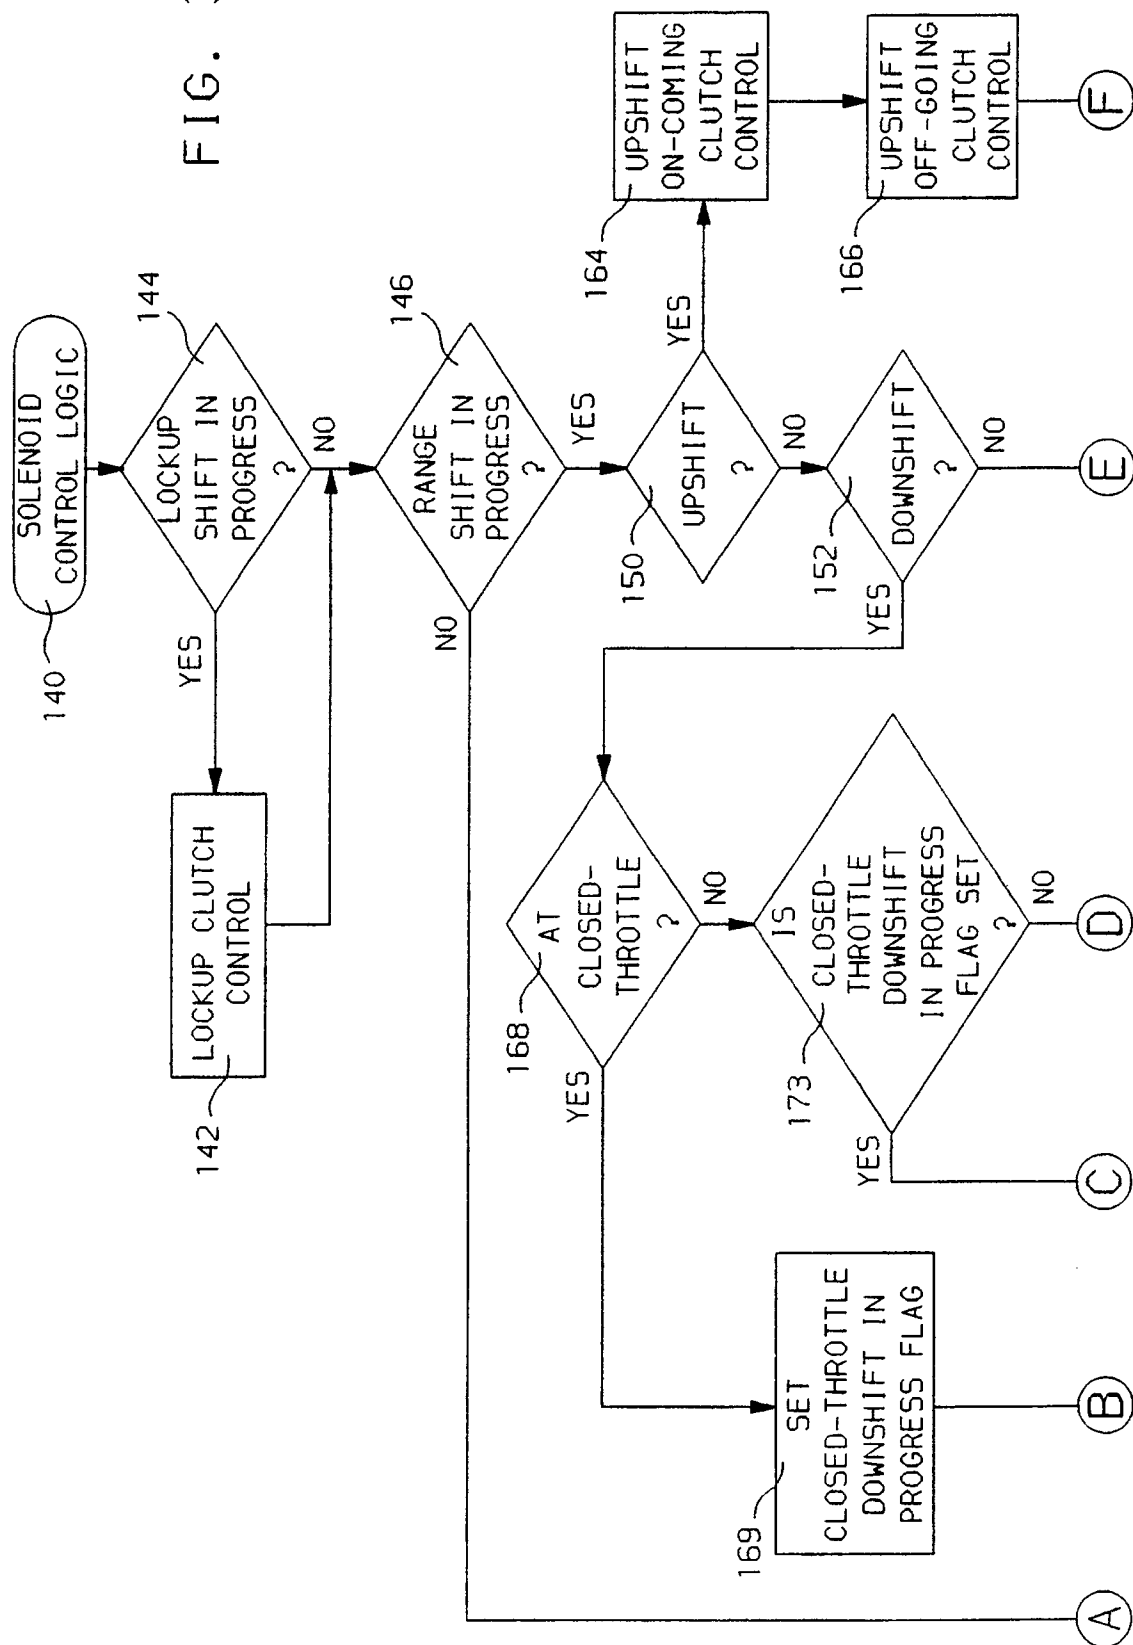 FIG.
SOLENOID
CONTROL LOGIC
140
LOCKUP
SHIFT IN
PROGRESS
?
144
YES
NO
LOCKUP CLUTCH
CONTROL
142
RANGE
SHIFT IN
PROGRESS
?
146
NO
YES
UPSHIFT
?
150
YES
NO
UPSHIFT
ON-COMING
CLUTCH
CONTROL
164
UPSHIFT
OFF-GOING
CLUTCH
CONTROL
166
DOWNSHIFT
?
152
YES
NO
AT
CLOSED-
THROTTLE
?
168
YES
NO
IS
CLOSED-
THROTTLE
DOWNSHIFT
IN PROGRESS
FLAG SET
?
173
YES
NO
SET
CLOSED-THROTTLE
DOWNSHIFT IN
PROGRESS FLAG
169
A
B
C
D
E
F